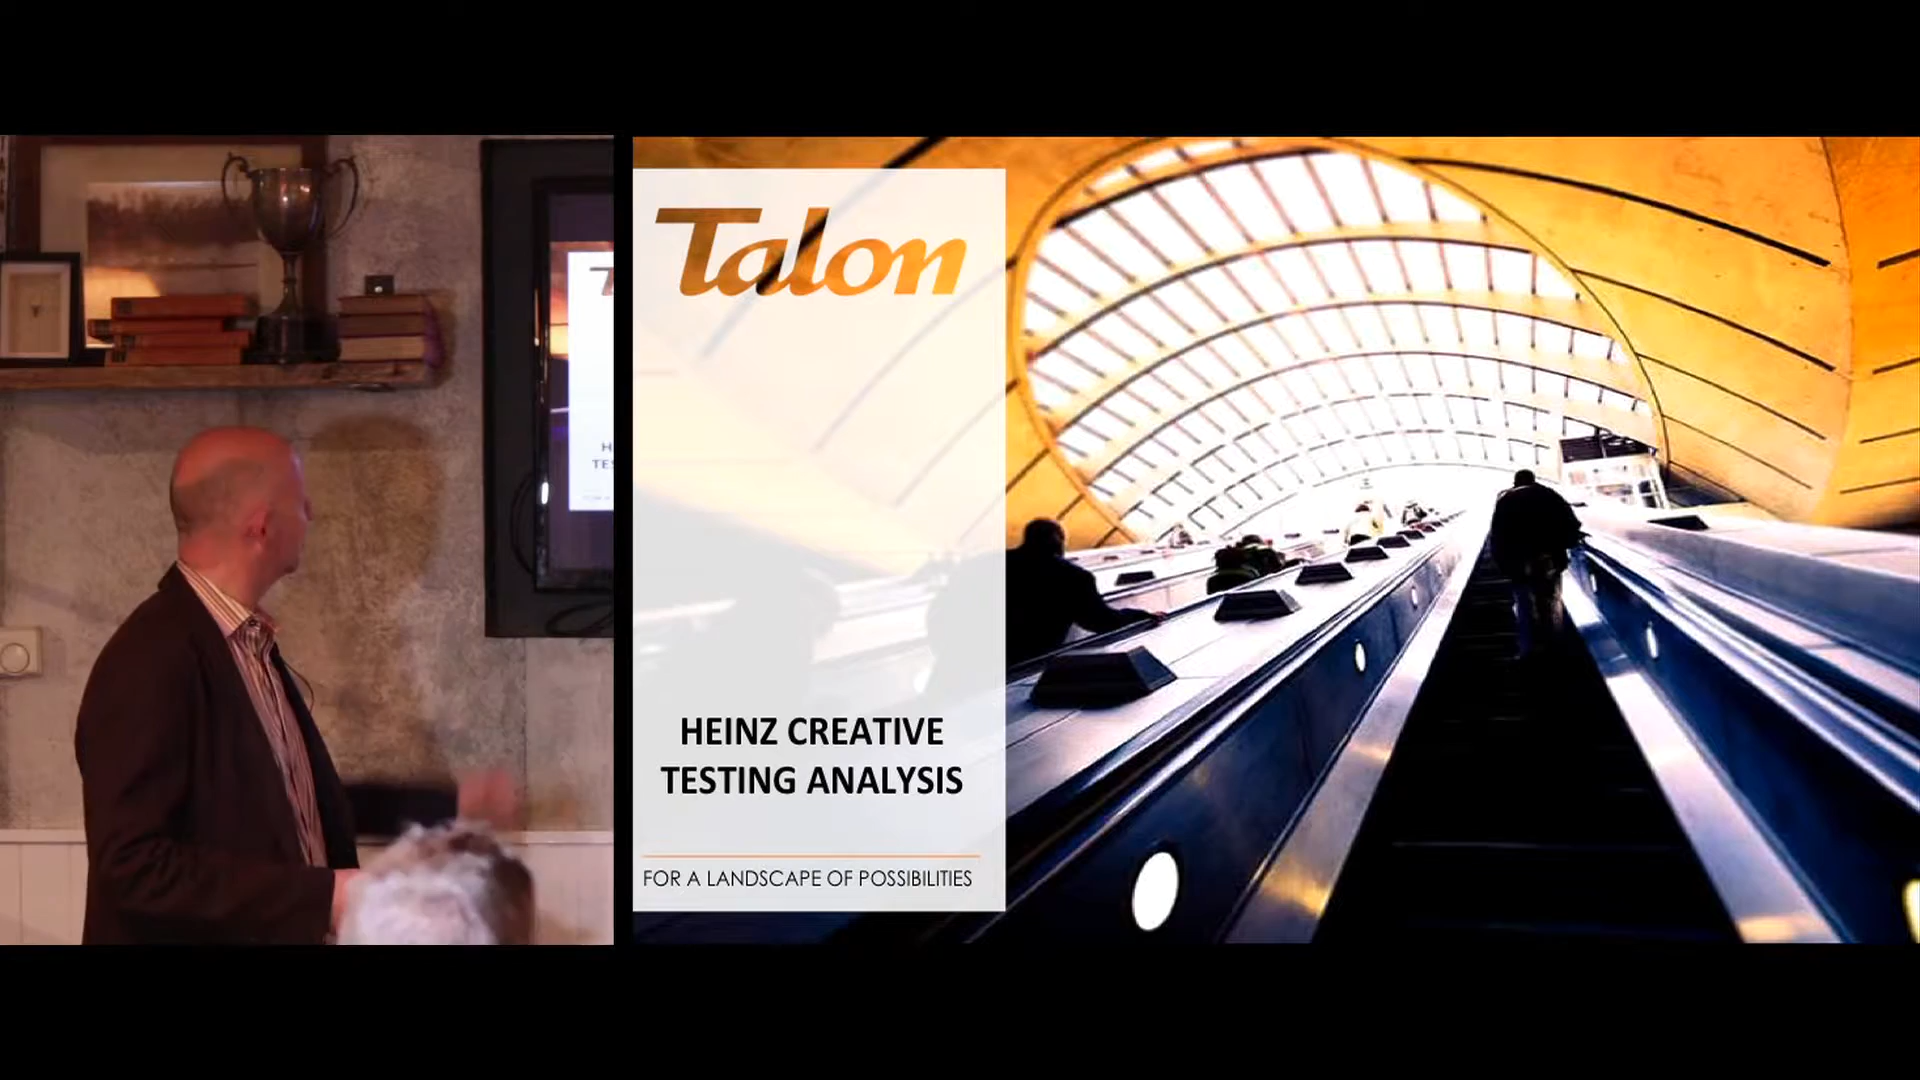 Talon
HEINZ CREATIVE
TESTING ANALYSIS
FOR A LANDSCAPE OF POSSIBILITIES